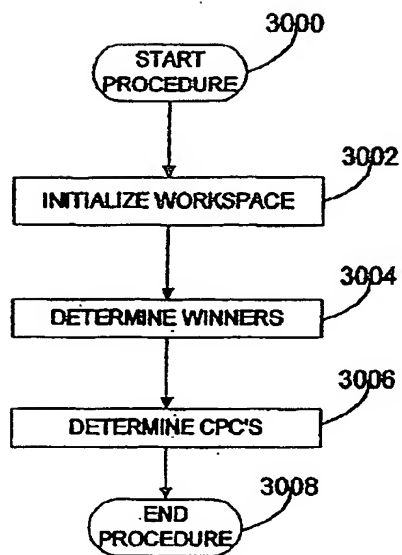 3000
START
PROCEDURE
3002
INITIALIZE WORKSPACE
3004
DETERMINE WINNERS
3006
DETERMINE CPC'S
3008
END
PROCEDURE